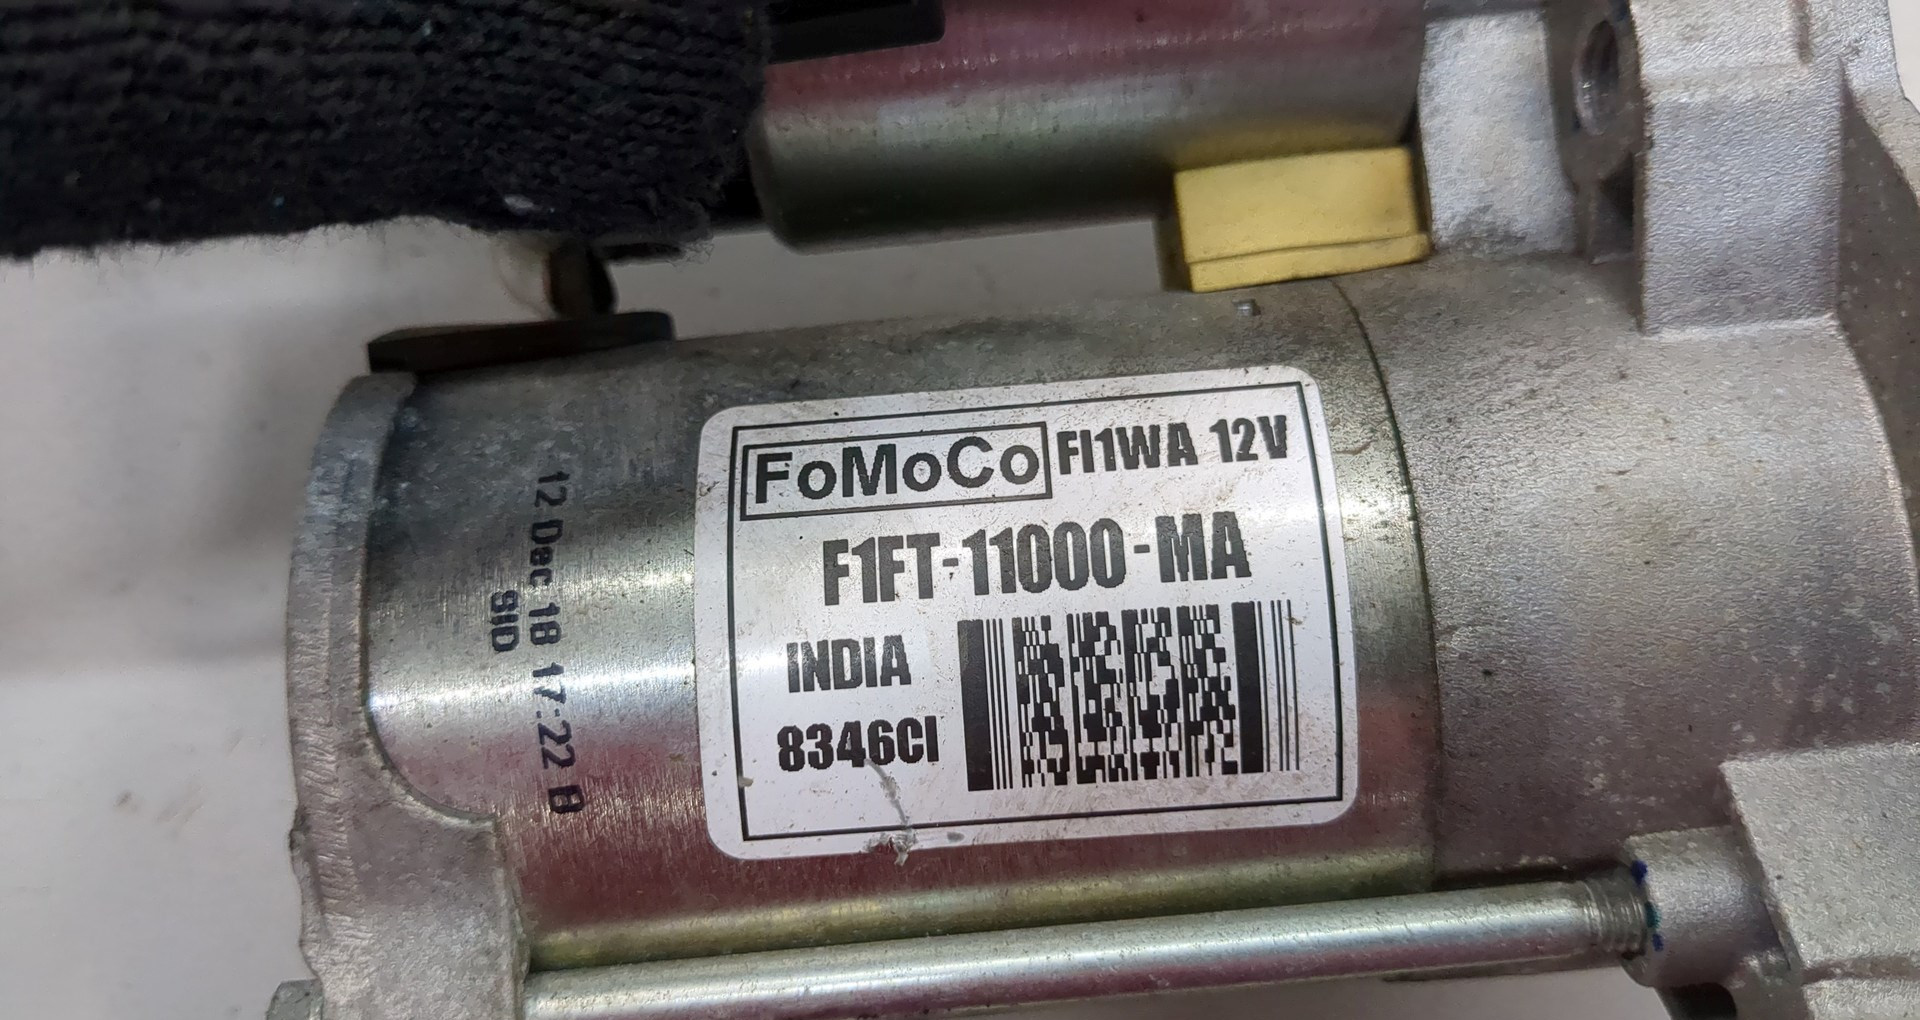 FoMoCo FI1WA 12V
F1FT-11000-MA
INDIA
8346CI
12 Dec 18 17:22 B
SID